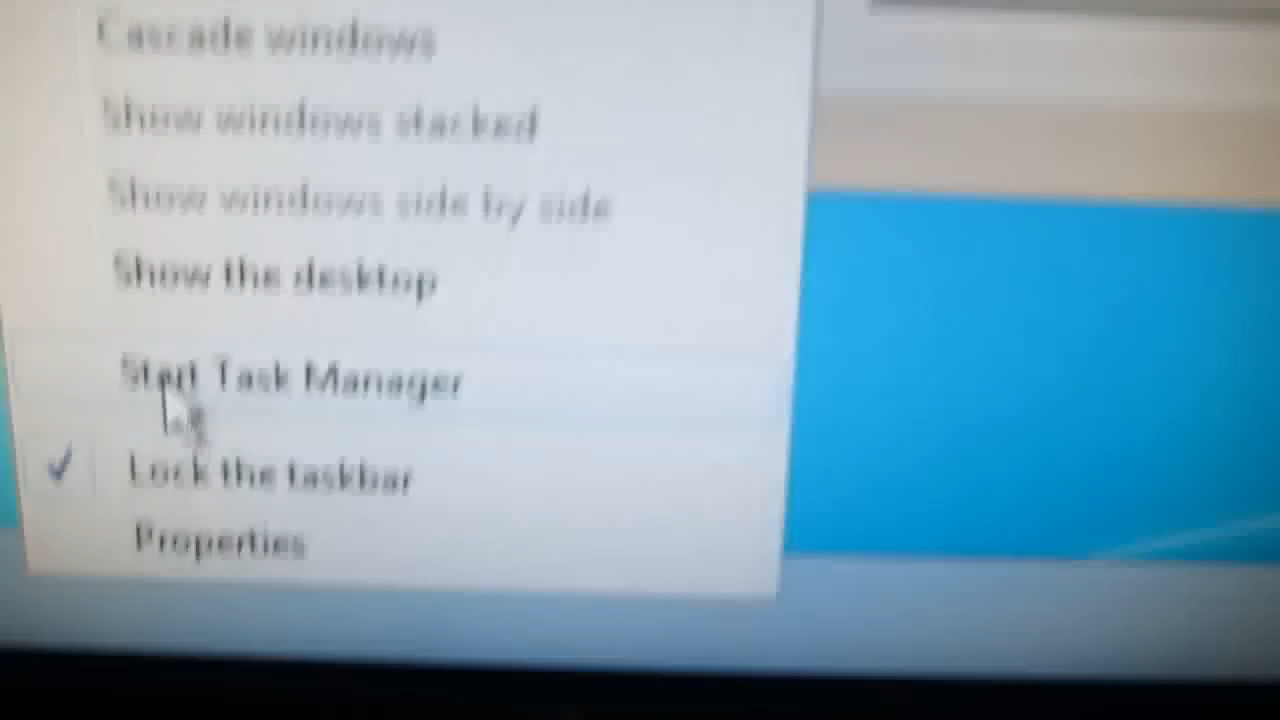 Cascade windows
Show windows stacked
Show windows side by side
Show the desktop
Start Task Manager
Lock the taskbar
Properties